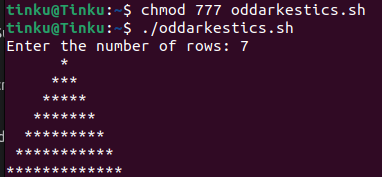 tinku@Tinku:~$ chmod 777 oddarkestics.sh
tinku@Tinku:~$ ./oddarkestics.sh
Enter the number of rows: 7
      *
     ***
    *****
   *******
  *********
 ***********
*************